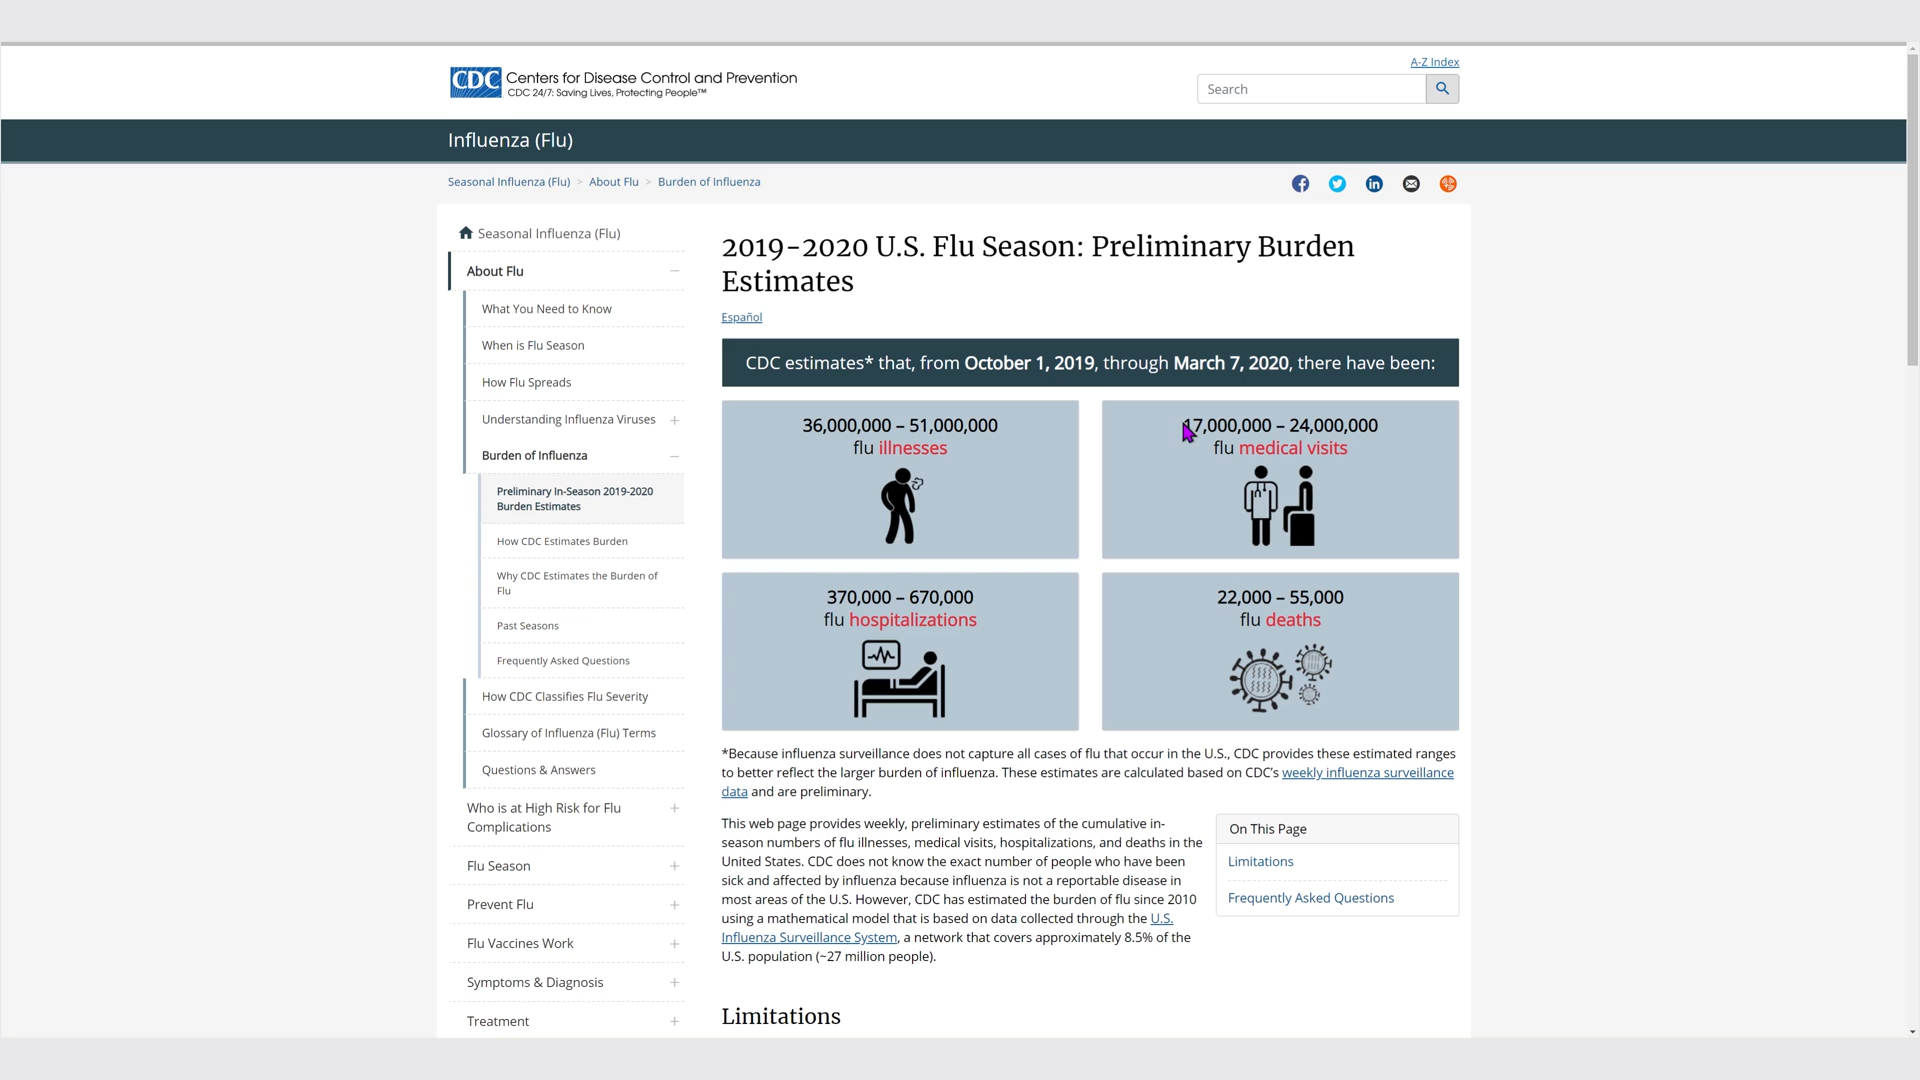 CDC Centers for Disease Control and Prevention
CDC 24/7: Saving Lives, Protecting People™
A-Z Index
Search
Influenza (Flu)
Seasonal Influenza (Flu) > About Flu > Burden of Influenza
Seasonal Influenza (Flu)
About Flu
What You Need to Know
When is Flu Season
How Flu Spreads
Understanding Influenza Viruses
Burden of Influenza
Preliminary In-Season 2019-2020
Burden Estimates
How CDC Estimates Burden
Why CDC Estimates the Burden of
Flu
Past Seasons
Frequently Asked Questions
How CDC Classifies Flu Severity
Glossary of Influenza (Flu) Terms
Questions & Answers
Who is at High Risk for Flu
Complications
Flu Season
Prevent Flu
Flu Vaccines Work
Symptoms & Diagnosis
Treatment
2019-2020 U.S. Flu Season: Preliminary Burden
Estimates
Español
CDC estimates* that, from October 1, 2019, through March 7, 2020, there have been:
36,000,000 – 51,000,000
flu illnesses
17,000,000 – 24,000,000
flu medical visits
370,000 – 670,000
flu hospitalizations
22,000 – 55,000
flu deaths
*Because influenza surveillance does not capture all cases of flu that occur in the U.S., CDC provides these estimated ranges
to better reflect the larger burden of influenza. These estimates are calculated based on CDC’s weekly influenza surveillance
data and are preliminary.
This web page provides weekly, preliminary estimates of the cumulative in-
season numbers of flu illnesses, medical visits, hospitalizations, and deaths in the
United States. CDC does not know the exact number of people who have been
sick and affected by influenza because influenza is not a reportable disease in
most areas of the U.S. However, CDC has estimated the burden of flu since 2010
using a mathematical model that is based on data collected through the U.S.
Influenza Surveillance System, a network that covers approximately 8.5% of the
U.S. population (~27 million people).
On This Page
Limitations
Frequently Asked Questions
Limitations